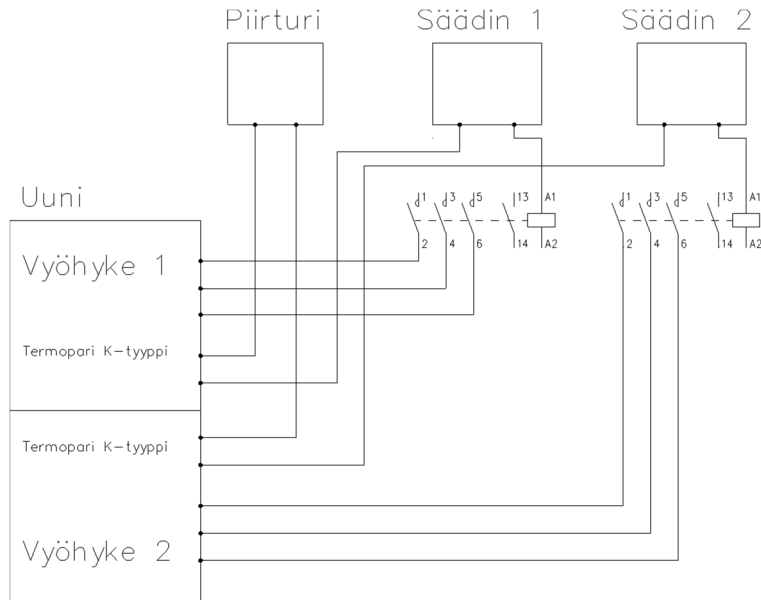 Piirturi
Säädin 1
Säädin 2
Uuni
1 3 5 13 A1
2 4 6 14 A2
1 3 5 13 A1
2 4 6 14 A2
Vyöhyke 1
Termopari K-tyyppi
Termopari K-tyyppi
Vyöhyke 2